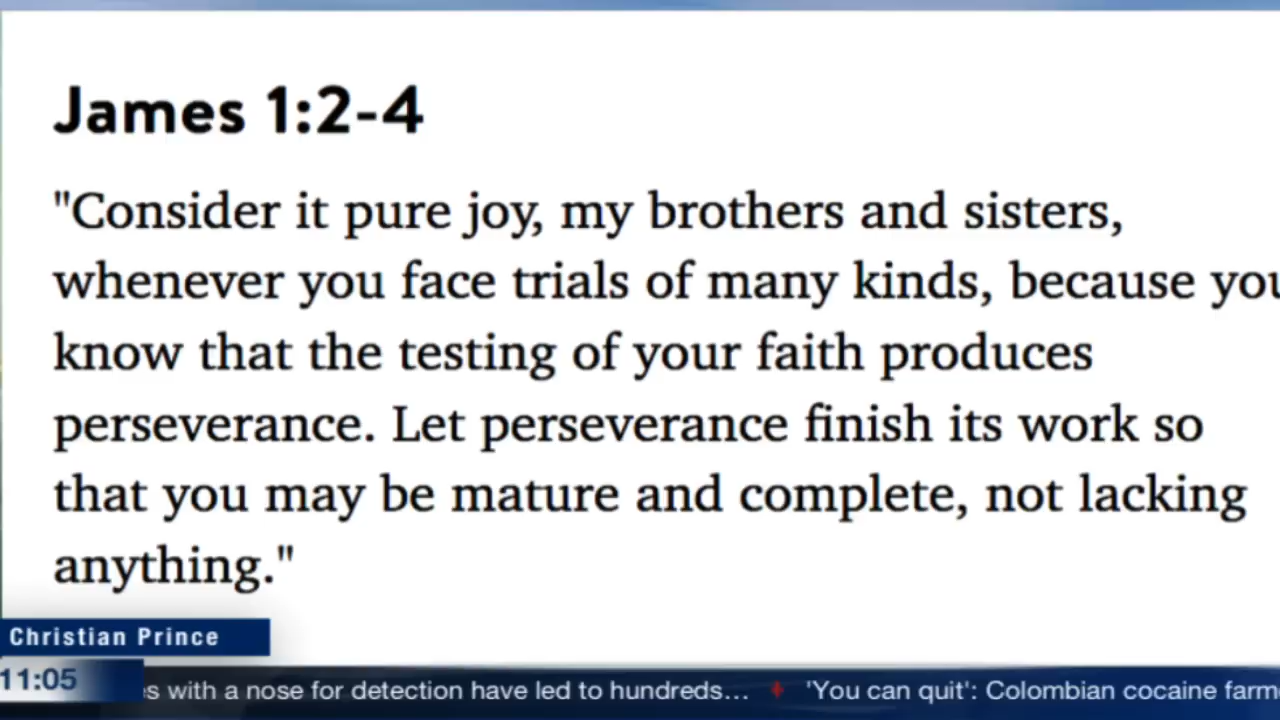 James 1:2-4
"Consider it pure joy, my brothers and sisters,
whenever you face trials of many kinds, because you
know that the testing of your faith produces
perseverance. Let perseverance finish its work so
that you may be mature and complete, not lacking
anything."
Christian Prince
11:05
with a nose for detection have led to hundreds... 'You can quit': Colombian cocaine